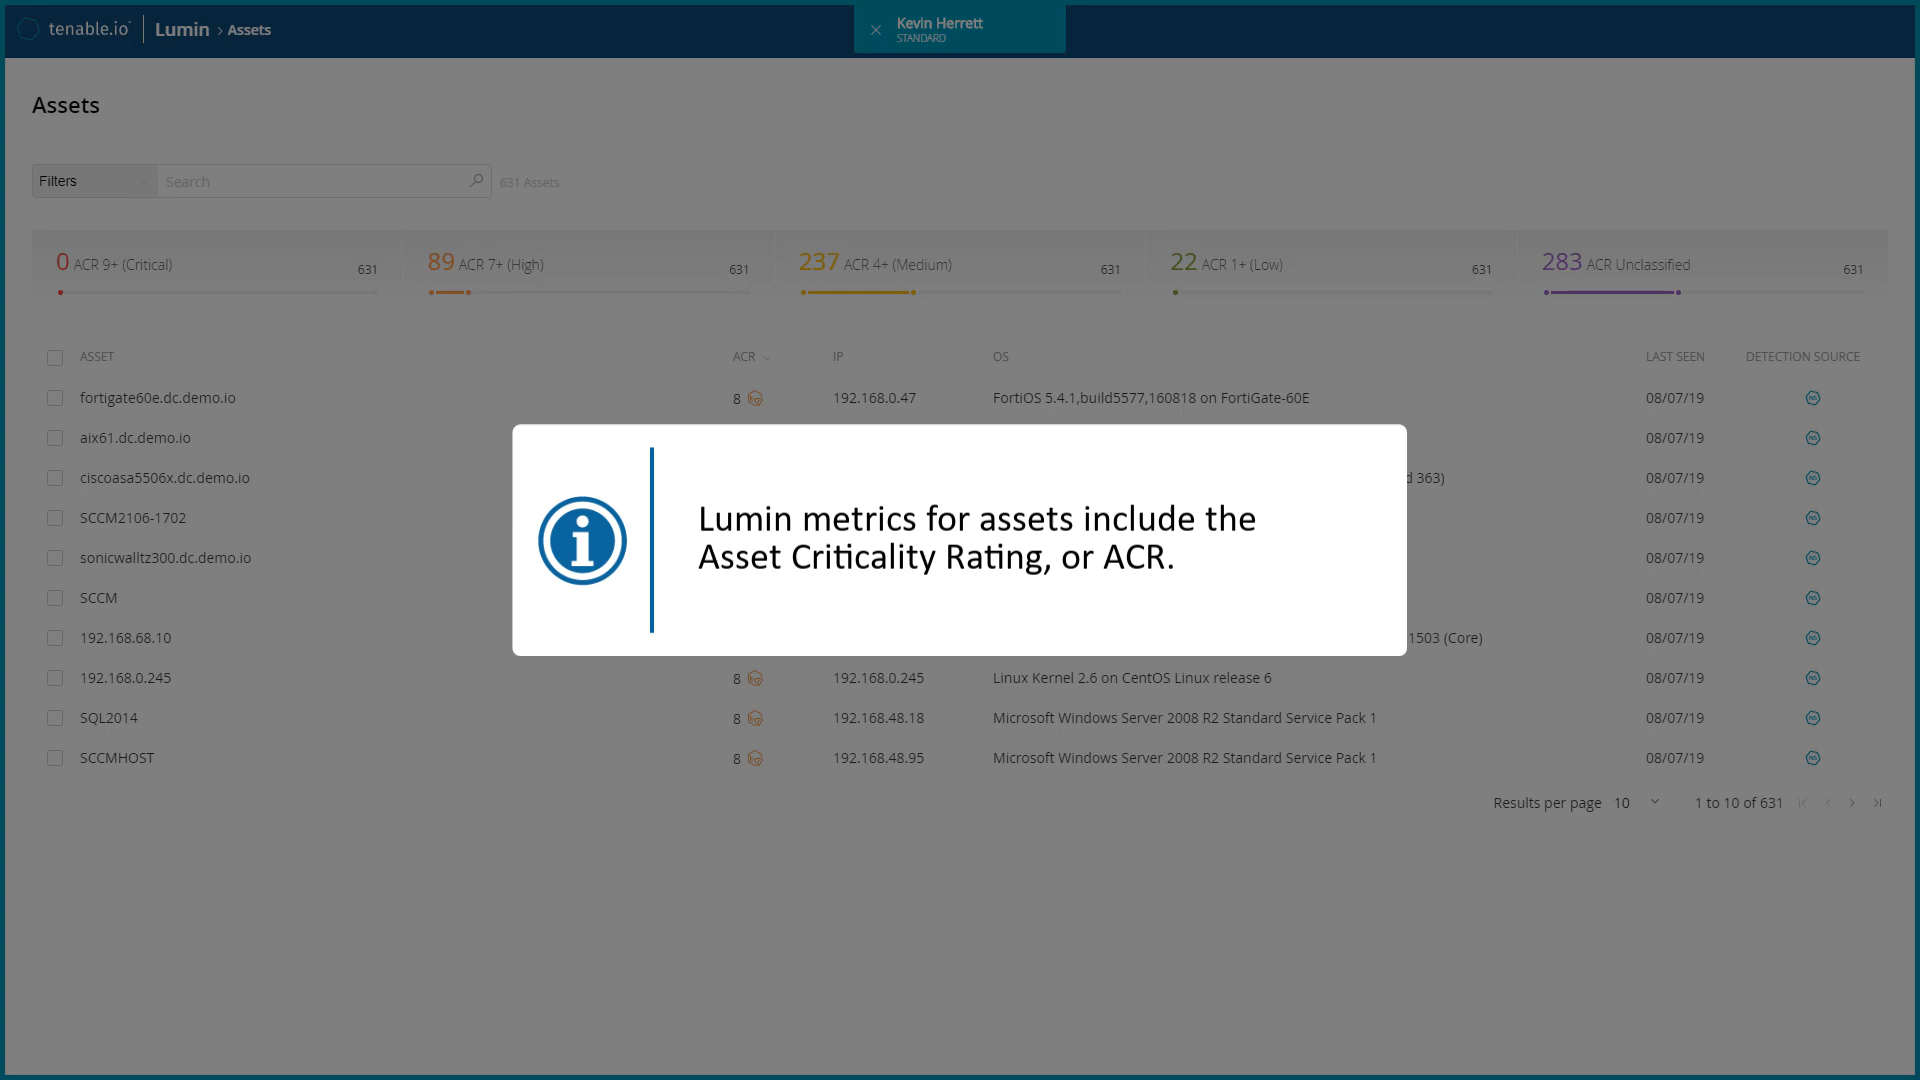 tenable.io Lumin > Assets
Kevin Herrett
STANDARD
Assets
Filters Search 631 Assets
0 ACR 9+ (Critical) 631
89 ACR 7+ (High) 631
237 ACR 4+ (Medium) 631
22 ACR 1+ (Low) 631
283 ACR Unclassified 631
ASSET ACR IP OS LAST SEEN DETECTION SOURCE
fortigate60e.dc.demo.io 8 192.168.0.47 FortiOS 5.4.1,build5577,160818 on FortiGate-60E 08/07/19
aix61.dc.demo.io 08/07/19
ciscoasa5506x.dc.demo.io d 363) 08/07/19
SCCM2106-1702 08/07/19
sonicwalltz300.dc.demo.io 08/07/19
SCCM 08/07/19
192.168.68.10 1503 (Core) 08/07/19
192.168.0.245 8 192.168.0.245 Linux Kernel 2.6 on CentOS Linux release 6 08/07/19
SQL2014 8 192.168.48.18 Microsoft Windows Server 2008 R2 Standard Service Pack 1 08/07/19
SCCMHOST 8 192.168.48.95 Microsoft Windows Server 2008 R2 Standard Service Pack 1 08/07/19
Lumin metrics for assets include the
Asset Criticality Rating, or ACR.
Results per page 10 1 to 10 of 631